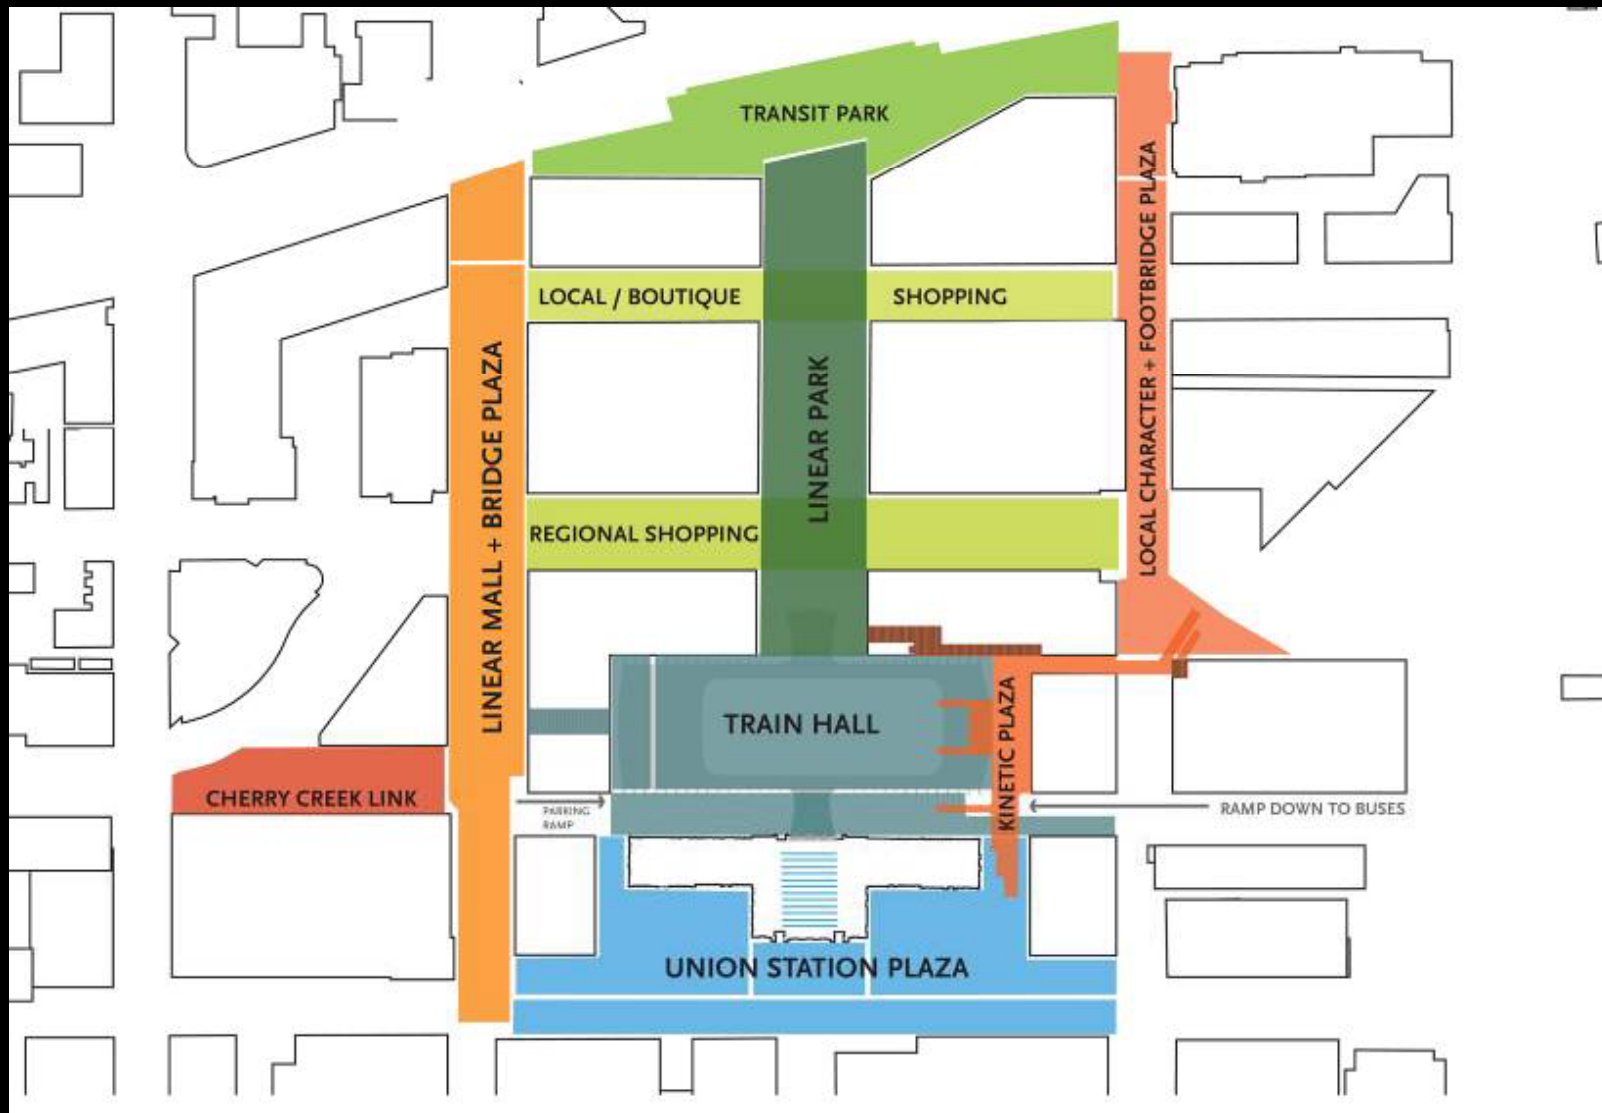 TRANSIT PARK
LOCAL / BOUTIQUE
SHOPPING
LINEAR PARK
LOCAL CHARACTER + FOOTBRIDGE PLAZA
LINEAR MALL + BRIDGE PLAZA
REGIONAL SHOPPING
TRAIN HALL
KINETIC PLAZA
CHERRY CREEK LINK
PARKING
RAMP
RAMP DOWN TO BUSES
UNION STATION PLAZA